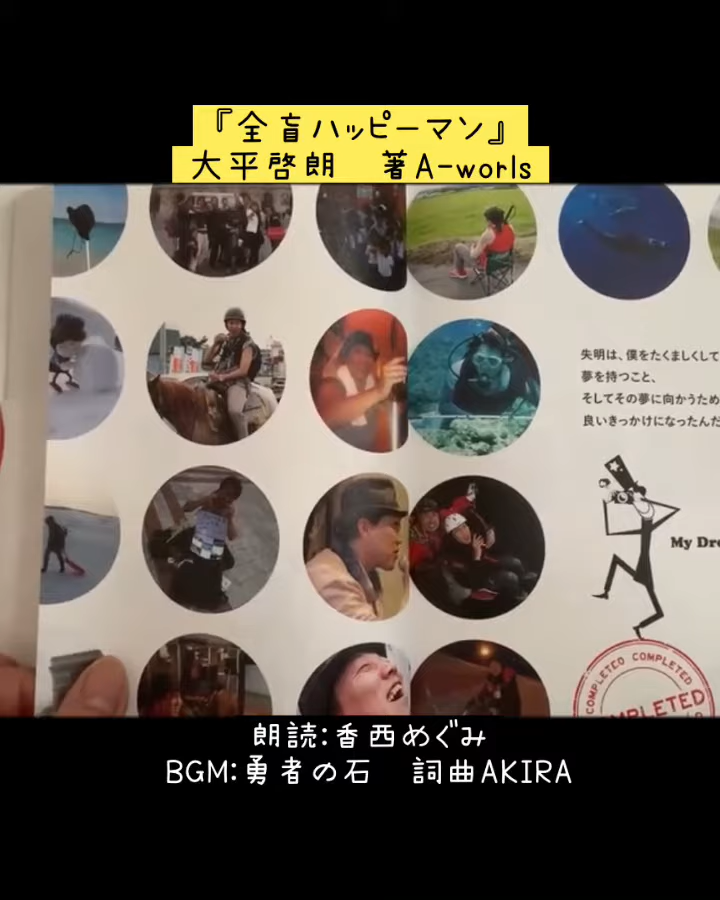 『全盲ハッピーマン』
大平啓朗　著A-worls
失明は、僕をたくましくして
夢を持つこと、
そしてその夢に向かうため
良いきっかけになったんだ
My Dre
COMPLETED COMPLETED
MPLETED
朗読:香西めぐみ
BGM:勇者の石　詞曲AKIRA